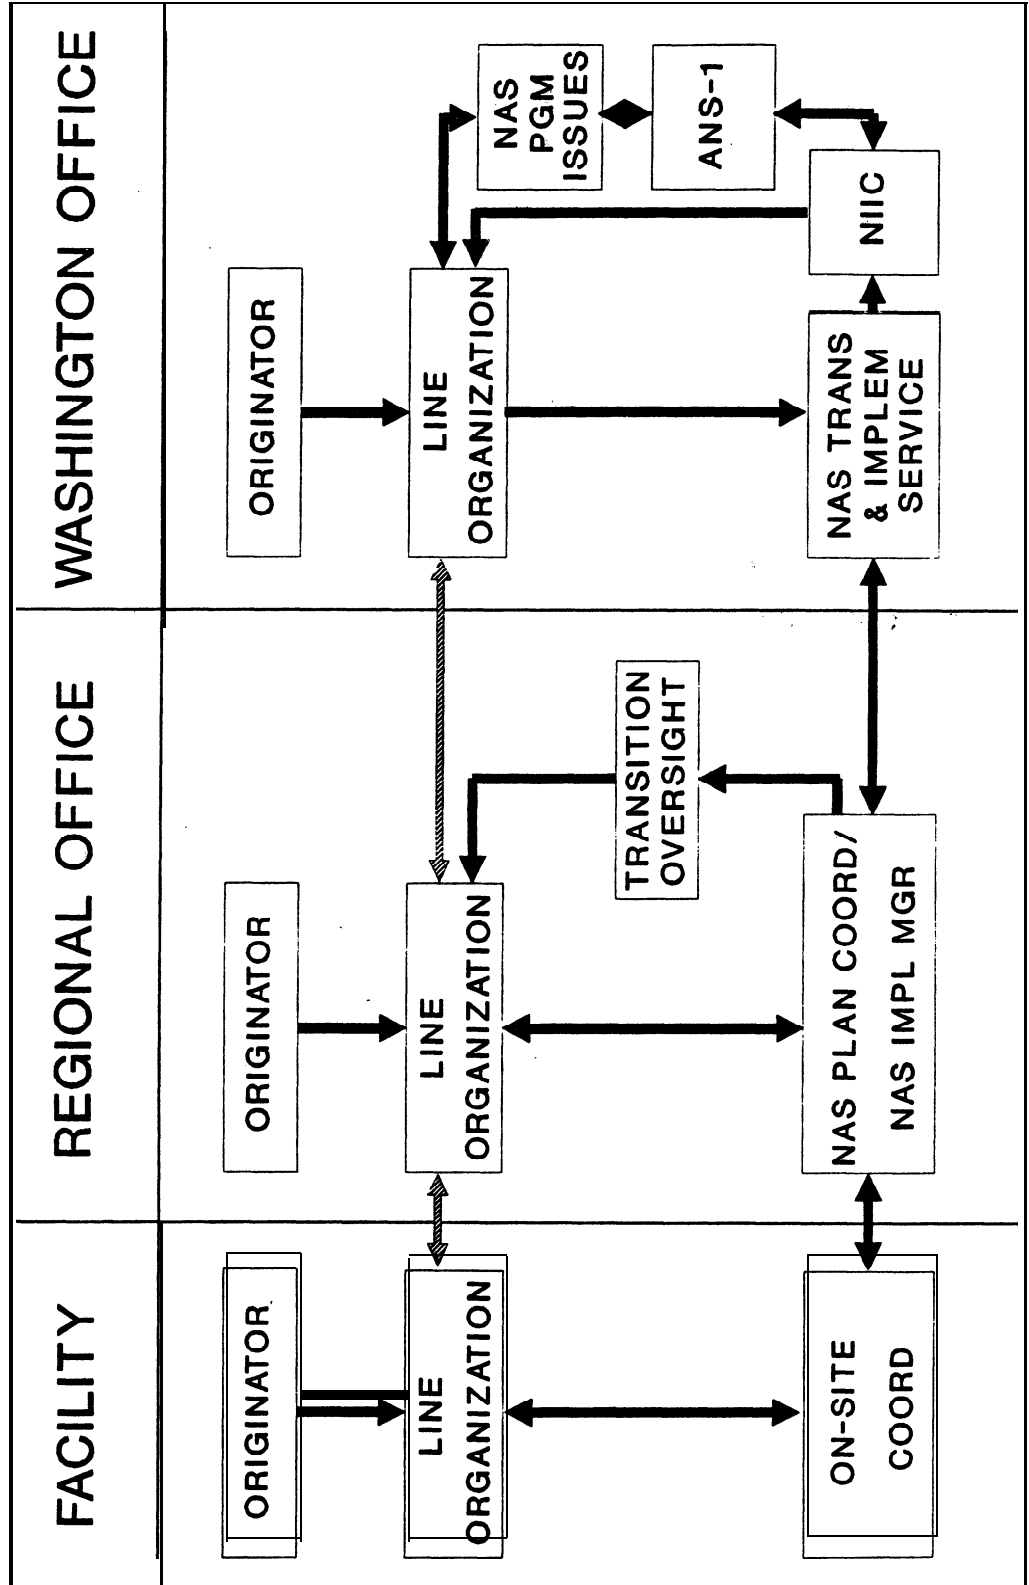 FACILITY
REGIONAL OFFICE
WASHINGTON OFFICE
ORIGINATOR
ORIGINATOR
ORIGINATOR
LINE
ORGANIZATION
LINE
ORGANIZATION
LINE
ORGANIZATION
NAS
PGM
ISSUES
TRANSITION
OVERSIGHT
ANS-1
ON-SITE
COORD
NAS PLAN COORD/
NAS IMPL MGR
NAS TRANS
& IMPLEM
SERVICE
NIIC